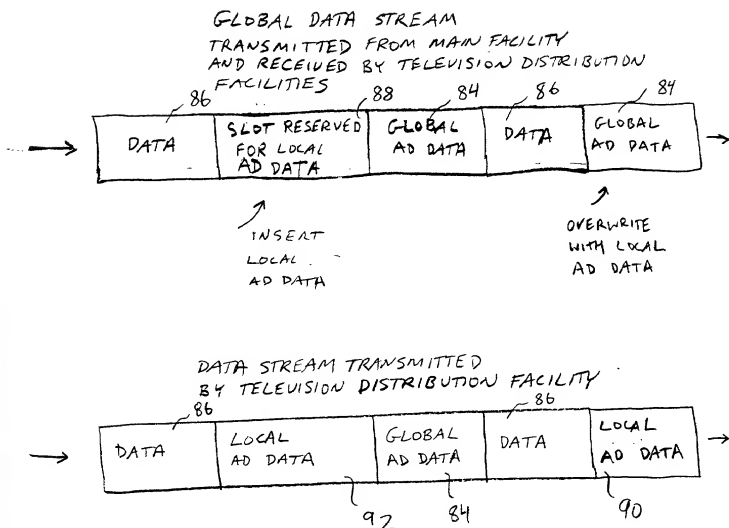 GLOBAL DATA STREAM
TRANSMITTED FROM MAIN FACILITY
AND RECEIVED BY TELEVISION DISTRIBUTION
FACILITIES
86
88
84
86
84
DATA
SLOT RESERVED
FOR LOCAL
AD DATA
GLOBAL
AD DATA
DATA
GLOBAL
AD DATA
INSERT
LOCAL
AD DATA
OVERWRITE
WITH LOCAL
AD DATA
DATA STREAM TRANSMITTED
BY TELEVISION DISTRIBUTION FACILITY
86
86
DATA
LOCAL
AD DATA
GLOBAL
AD DATA
DATA
LOCAL
AD DATA
92
84
90